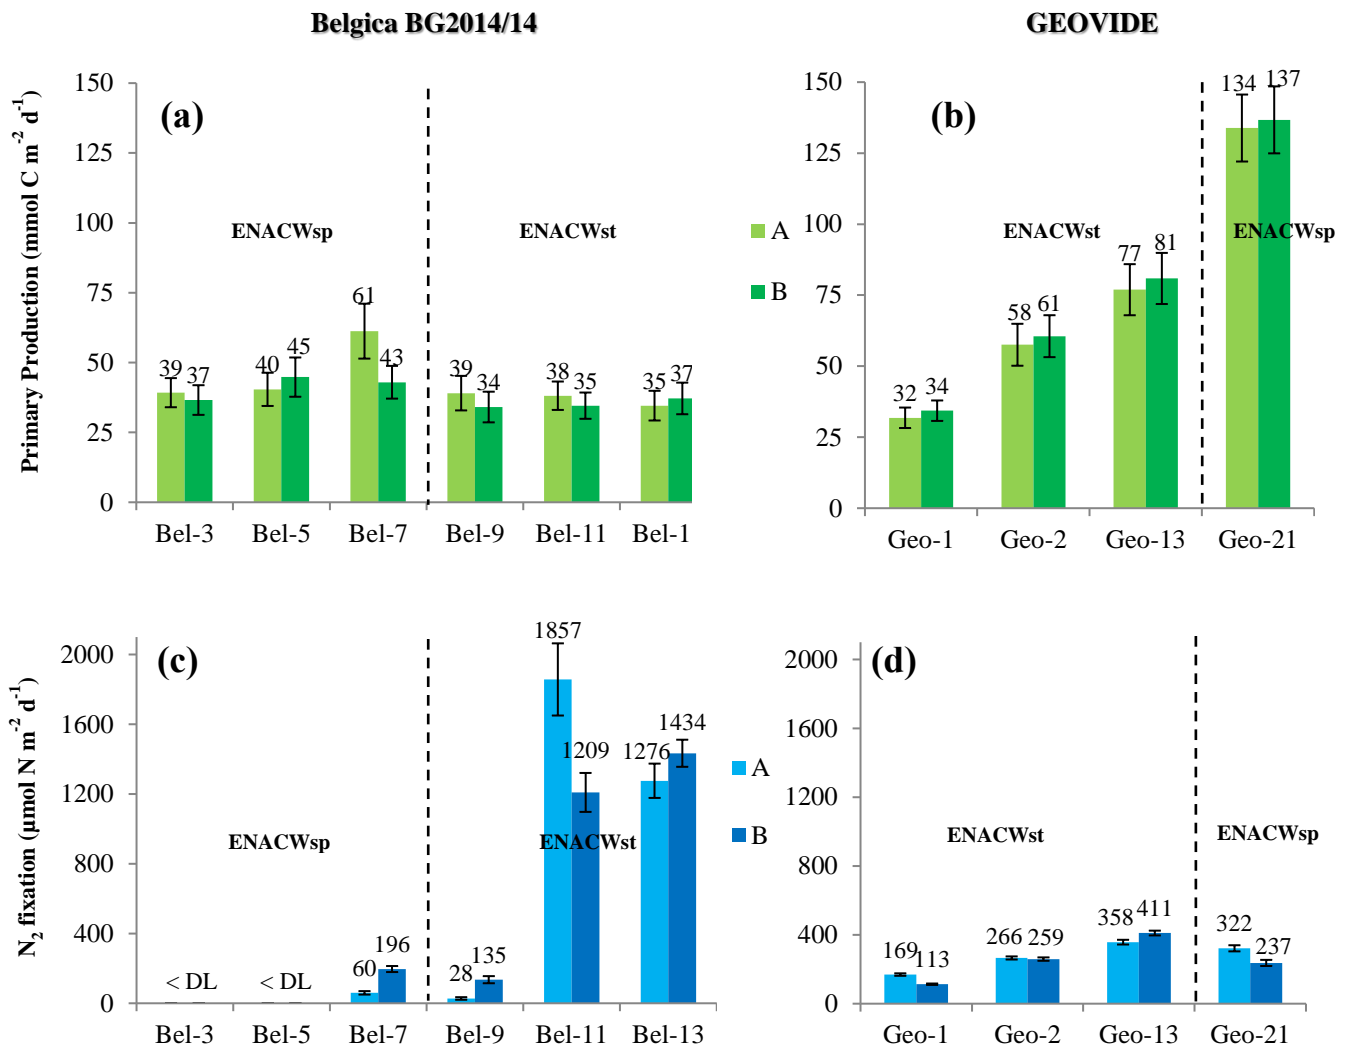 Belgica BG2014/14
GEOVIDE
Primary Production (mmol C m-2 d-1)
150
125
100
75
50
25
0
(a)
ENACWsp
ENACWst
39
37
40
45
61
43
39
34
38
35
35
37
Bel-3
Bel-5
Bel-7
Bel-9
Bel-11
Bel-1
A
B
150
125
100
75
50
25
0
(b)
ENACWst
ENACWsp
32
34
58
61
77
81
134
137
Geo-1
Geo-2
Geo-13
Geo-21
N2 fixation (µmol N m-2 d-1)
2000
1600
1200
800
400
0
(c)
ENACWsp
ENACWst
< DL
< DL
60
196
28
135
1857
1209
1276
1434
Bel-3
Bel-5
Bel-7
Bel-9
Bel-11
Bel-13
A
B
2000
1600
1200
800
400
0
(d)
ENACWst
ENACWsp
169
113
266
259
358
411
322
237
Geo-1
Geo-2
Geo-13
Geo-21